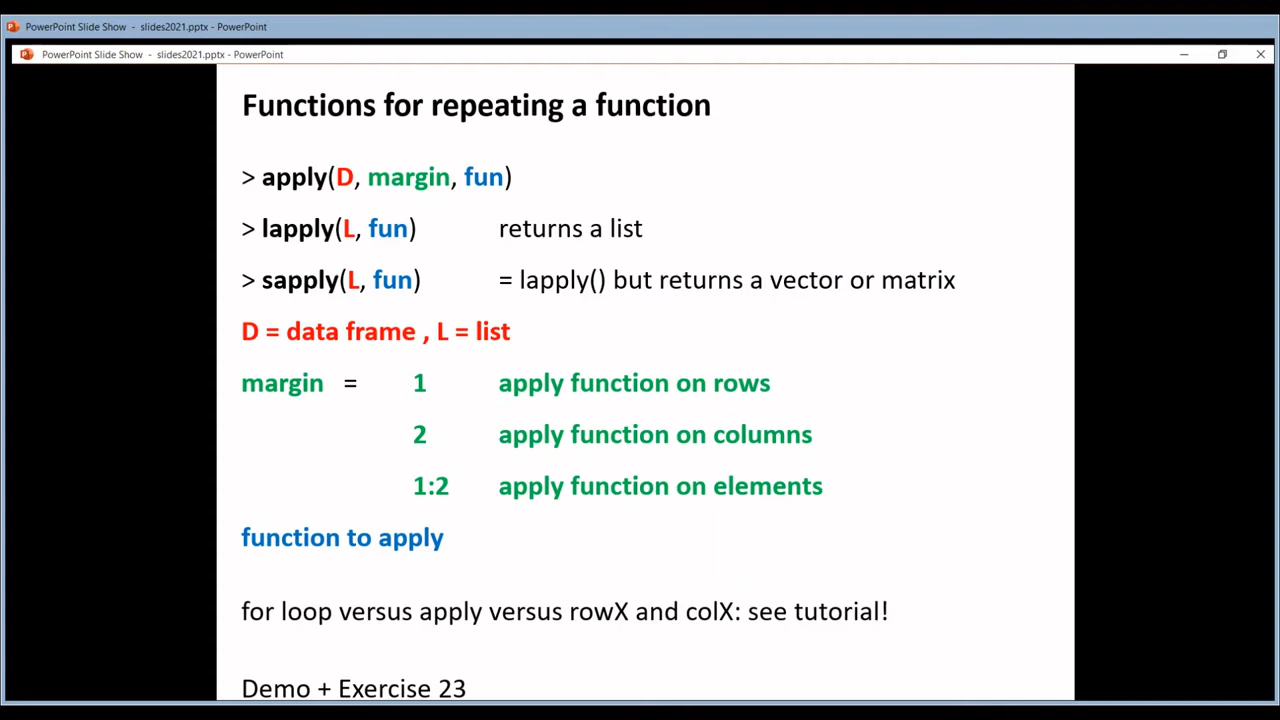 PowerPoint Slide Show - slides2021.pptx - PowerPoint
PowerPoint Slide Show - slides2021.pptx - PowerPoint
Functions for repeating a function
> apply(D, margin, fun)
> lapply(L, fun) returns a list
> sapply(L, fun) = lapply() but returns a vector or matrix
D = data frame , L = list
margin = 1 apply function on rows
2 apply function on columns
1:2 apply function on elements
function to apply
for loop versus apply versus rowX and colX: see tutorial!
Demo + Exercise 23